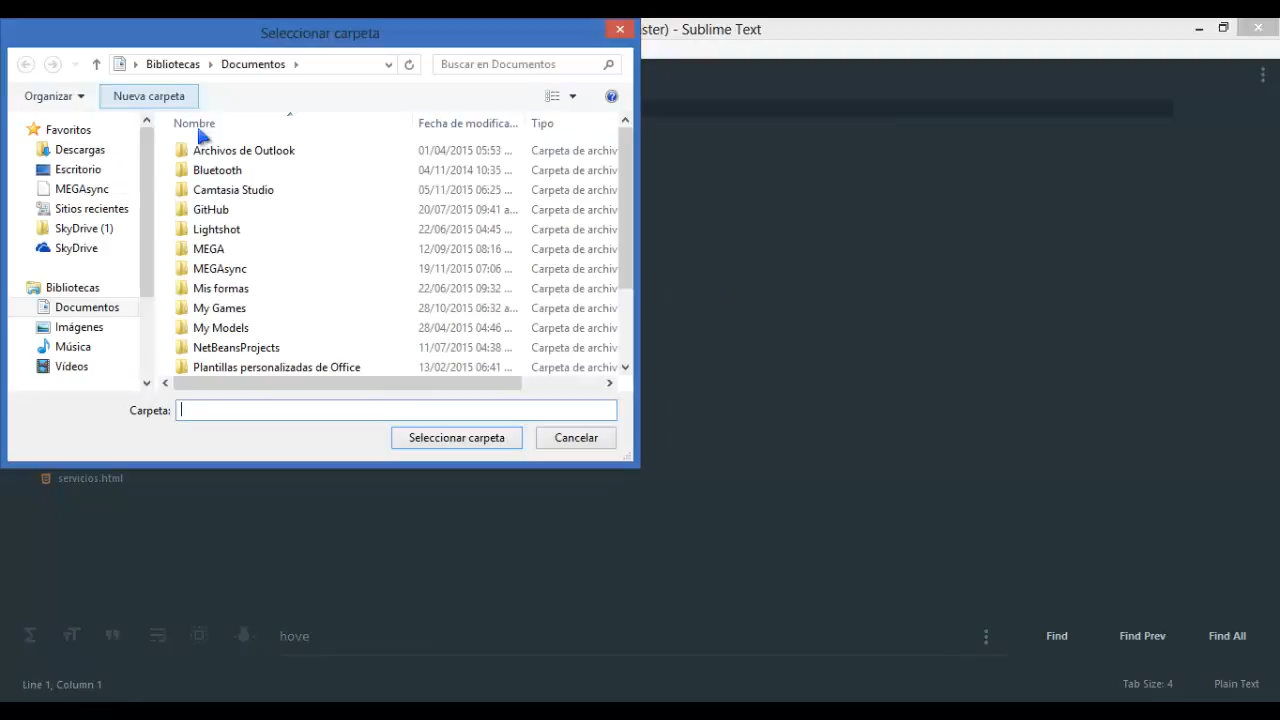 Seleccionar carpeta
ster) - Sublime Text
Bibliotecas Documentos
Buscar en Documentos
Organizar Nueva carpeta
Favoritos
Descargas
Escritorio
MEGAsync
Sitios recientes
SkyDrive (1)
SkyDrive
Bibliotecas
Documentos
Imágenes
Música
Vídeos
Nombre Fecha de modifica... Tipo
Archivos de Outlook 01/04/2015 05:53 ... Carpeta de archiv
Bluetooth 04/11/2014 10:35 ... Carpeta de archiv
Camtasia Studio 05/11/2015 06:25 ... Carpeta de archiv
GitHub 20/07/2015 09:41 a... Carpeta de archiv
Lightshot 22/06/2015 04:45 ... Carpeta de archiv
MEGA 12/09/2015 08:16 ... Carpeta de archiv
MEGAsync 19/11/2015 07:06 ... Carpeta de archiv
Mis formas 22/06/2015 09:32 ... Carpeta de archiv
My Games 28/10/2015 06:32 a... Carpeta de archiv
My Models 28/04/2015 04:46 ... Carpeta de archiv
NetBeansProjects 11/07/2015 04:38 ... Carpeta de archiv
Plantillas personalizadas de Office 13/02/2015 06:41 ... Carpeta de archiv
Carpeta:
Seleccionar carpeta Cancelar
servicios.html
hove
Find Find Prev Find All
Line 1, Column 1
Tab Size: 4 Plain Text